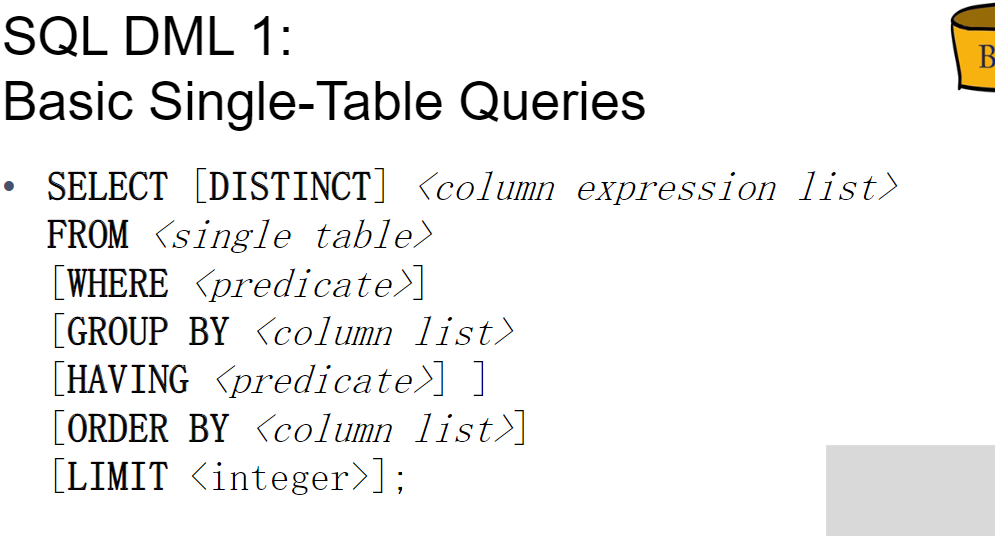 SQL DML 1:
Basic Single-Table Queries
• SELECT [DISTINCT] <column expression list>
FROM <single table>
[WHERE <predicate>]
[GROUP BY <column list>
[HAVING <predicate>] ]
[ORDER BY <column list>]
[LIMIT <integer>];
B